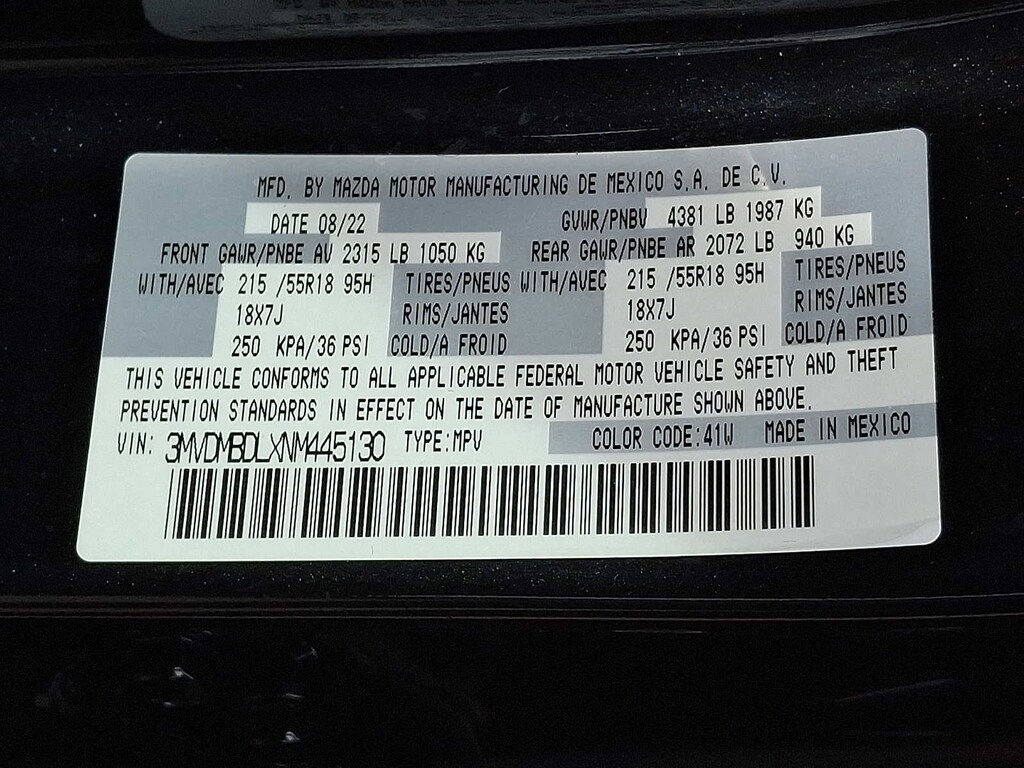 MFD. BY MAZDA MOTOR MANUFACTURING DE MEXICO S.A. DE C.V.
DATE 08/22 GVWR/PNBV 4381 LB 1987 KG
FRONT GAWR/PNBE AV 2315 LB 1050 KG REAR GAWR/PNBE AR 2072 LB 940 KG
WITH/AVEC 215 /55R18 95H TIRES/PNEUS WITH/AVEC 215 /55R18 95H TIRES/PNEUS
18X7J RIMS/JANTES 18X7J RIMS/JANTES
250 KPA/36 PSI COLD/A FROID 250 KPA/36 PSI COLD/A FROID
THIS VEHICLE CONFORMS TO ALL APPLICABLE FEDERAL MOTOR VEHICLE SAFETY AND THEFT
PREVENTION STANDARDS IN EFFECT ON THE DATE OF MANUFACTURE SHOWN ABOVE.
VIN: 3MVDMBDLXNM445130 TYPE:MPV COLOR CODE:41W MADE IN MEXICO